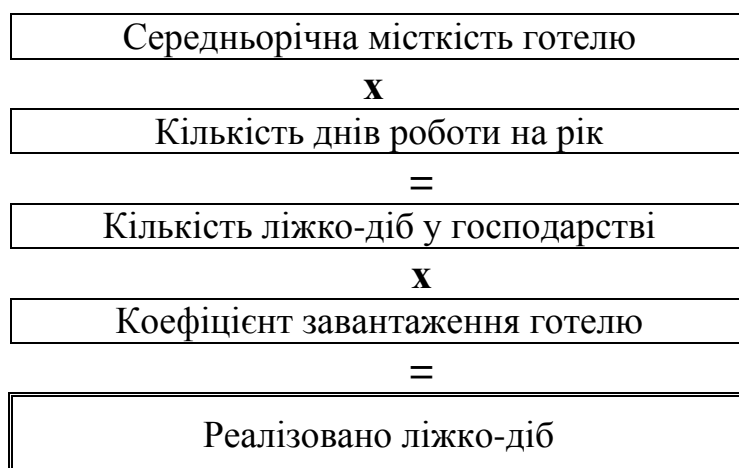 Середньорічна місткість готелю
х
Кількість днів роботи на рік
=
Кількість ліжко-діб у господарстві
х
Коефіцієнт завантаження готелю
=
Реалізовано ліжко-діб